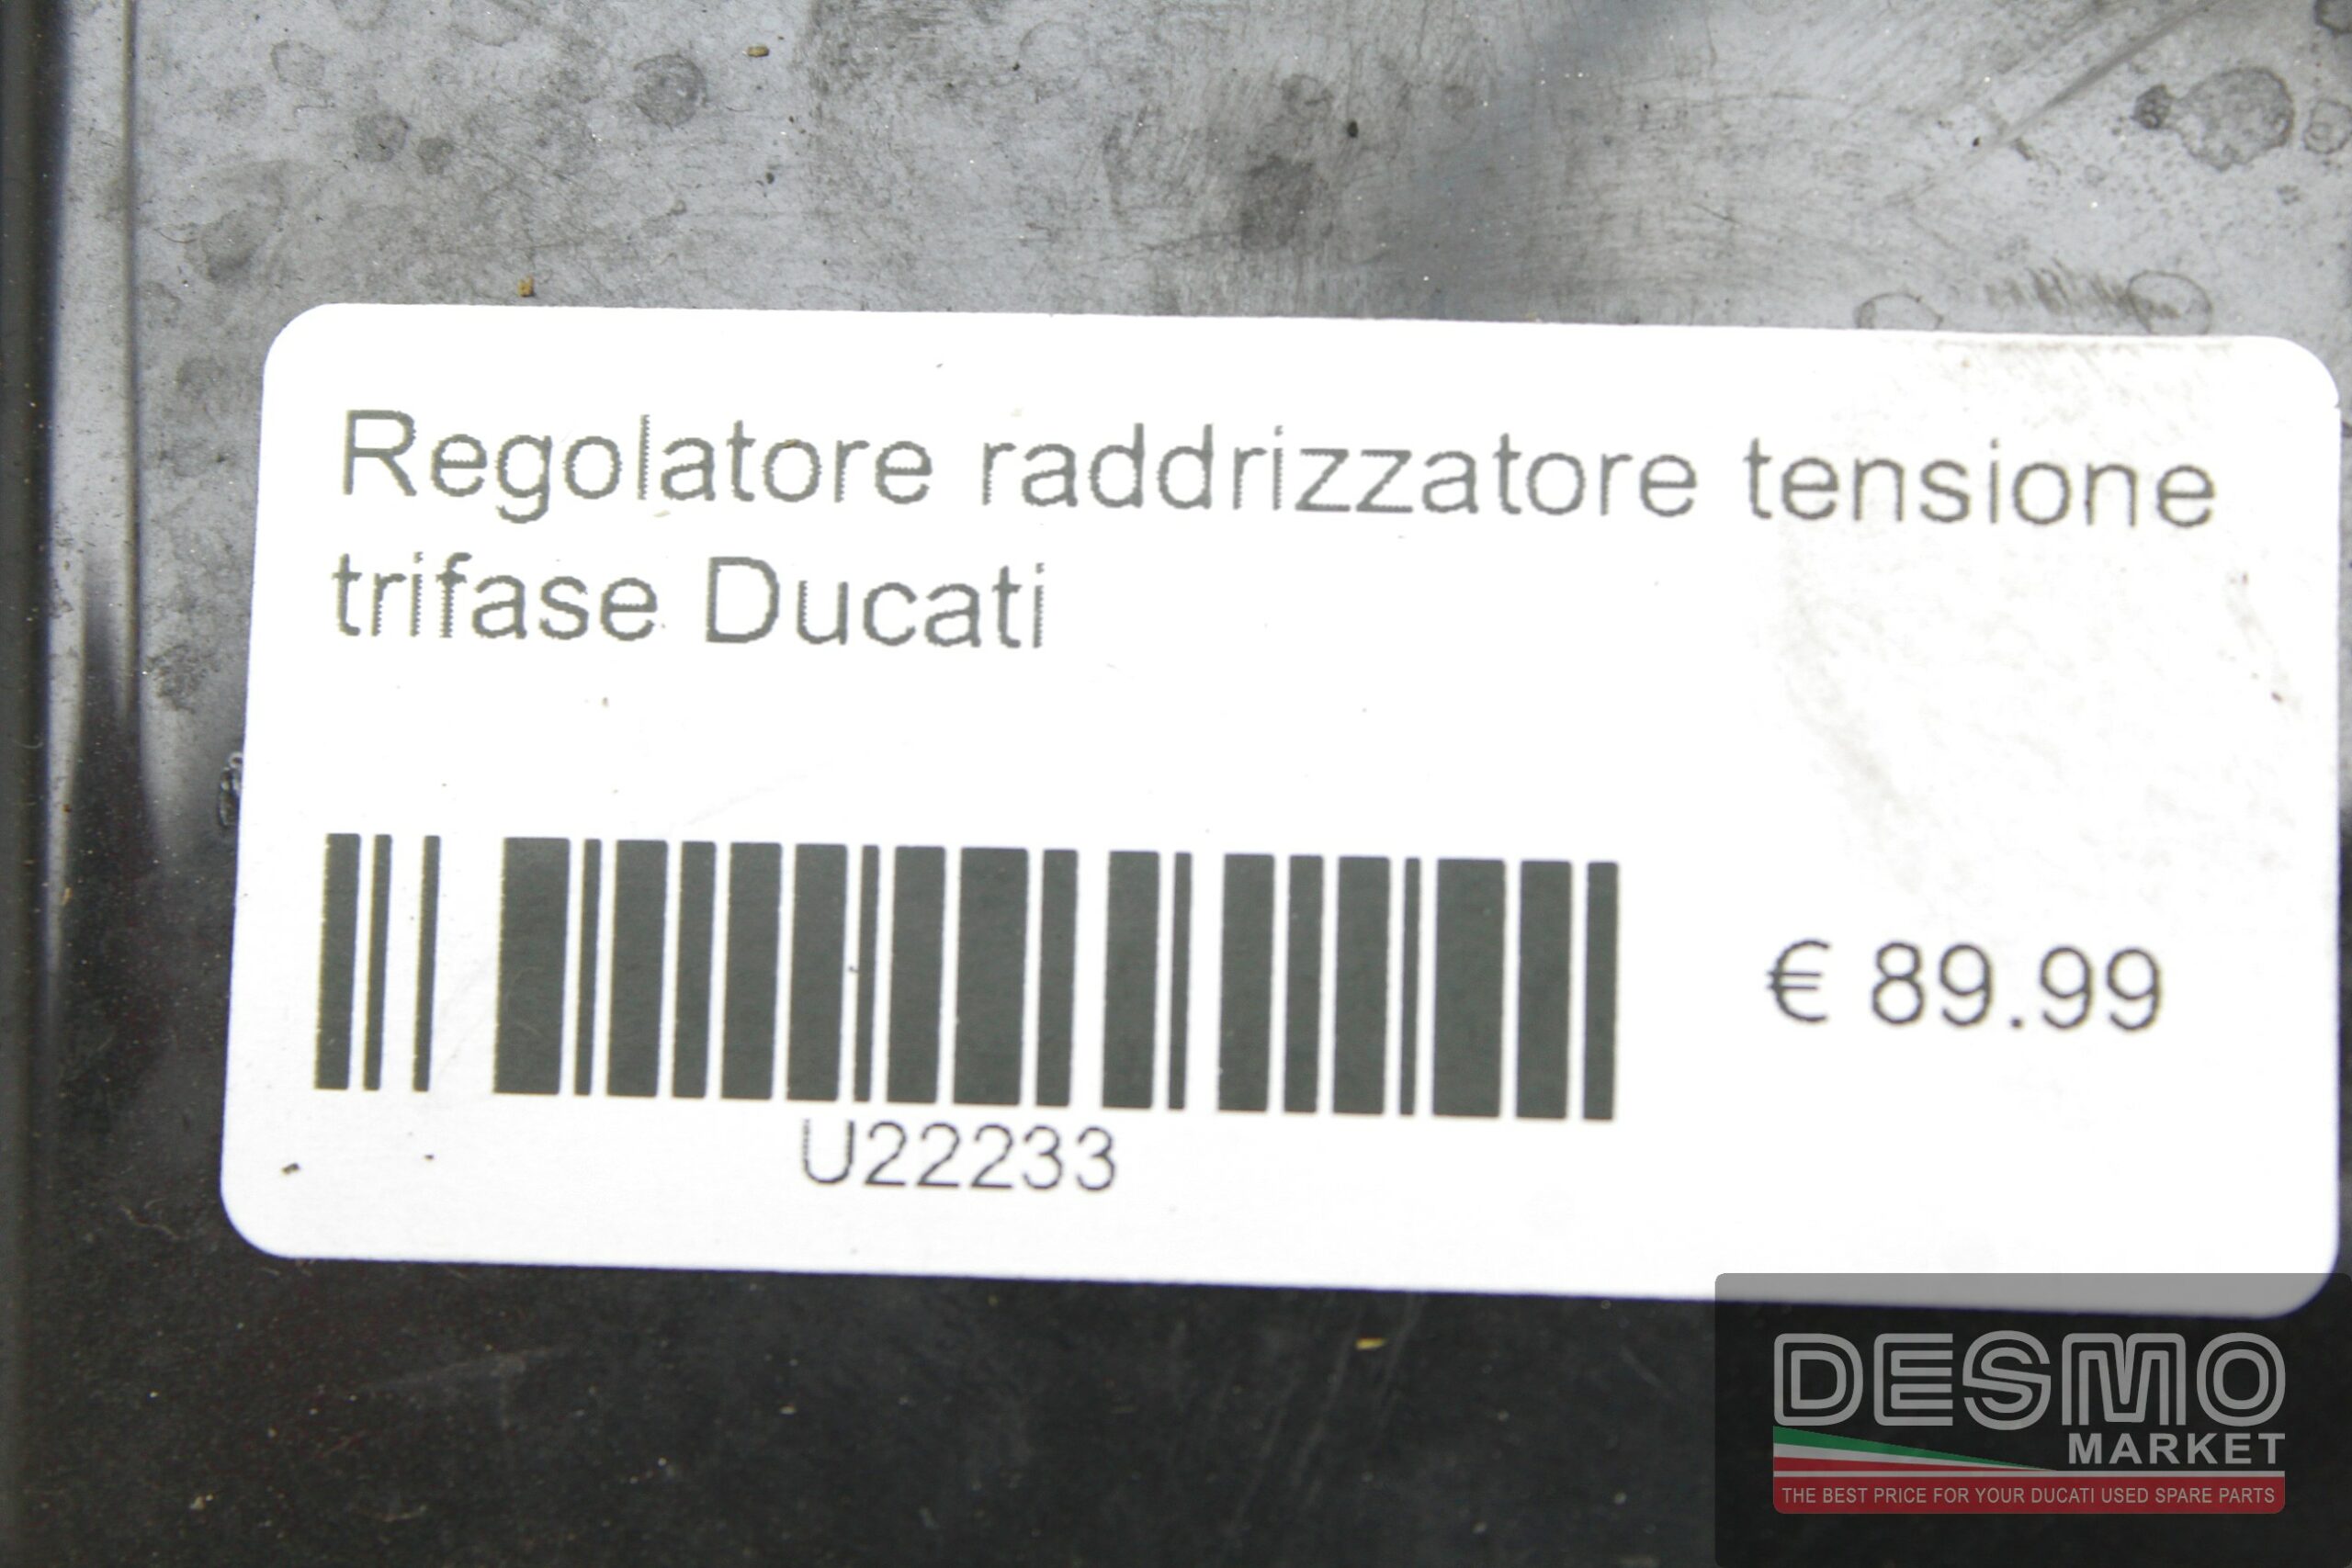 Regolatore raddrizzatore tensione
trifase Ducati
€ 89.99
U22233
DESMO
MARKET
THE BEST PRICE FOR YOUR DUCATI USED SPARE PARTS